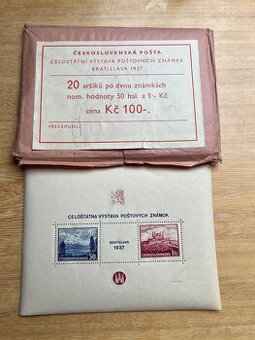 ČESKOSLOVENSKÁ POŠTA
CELOSTÁTNÍ VÝSTAVA POŠTOVNÍCH ZNÁMEK
BRATISLAVA 1937
20 aršíků po dvou známkách
nom. hodnoty 50 hal. a 1·- Kč
cena Kč 100-.
PŘEZKOUŠEL:
CELOŠTÁTNA VÝSTAVA POŠTOVÝCH ZNÁMOK
BRATISLAVA
1937